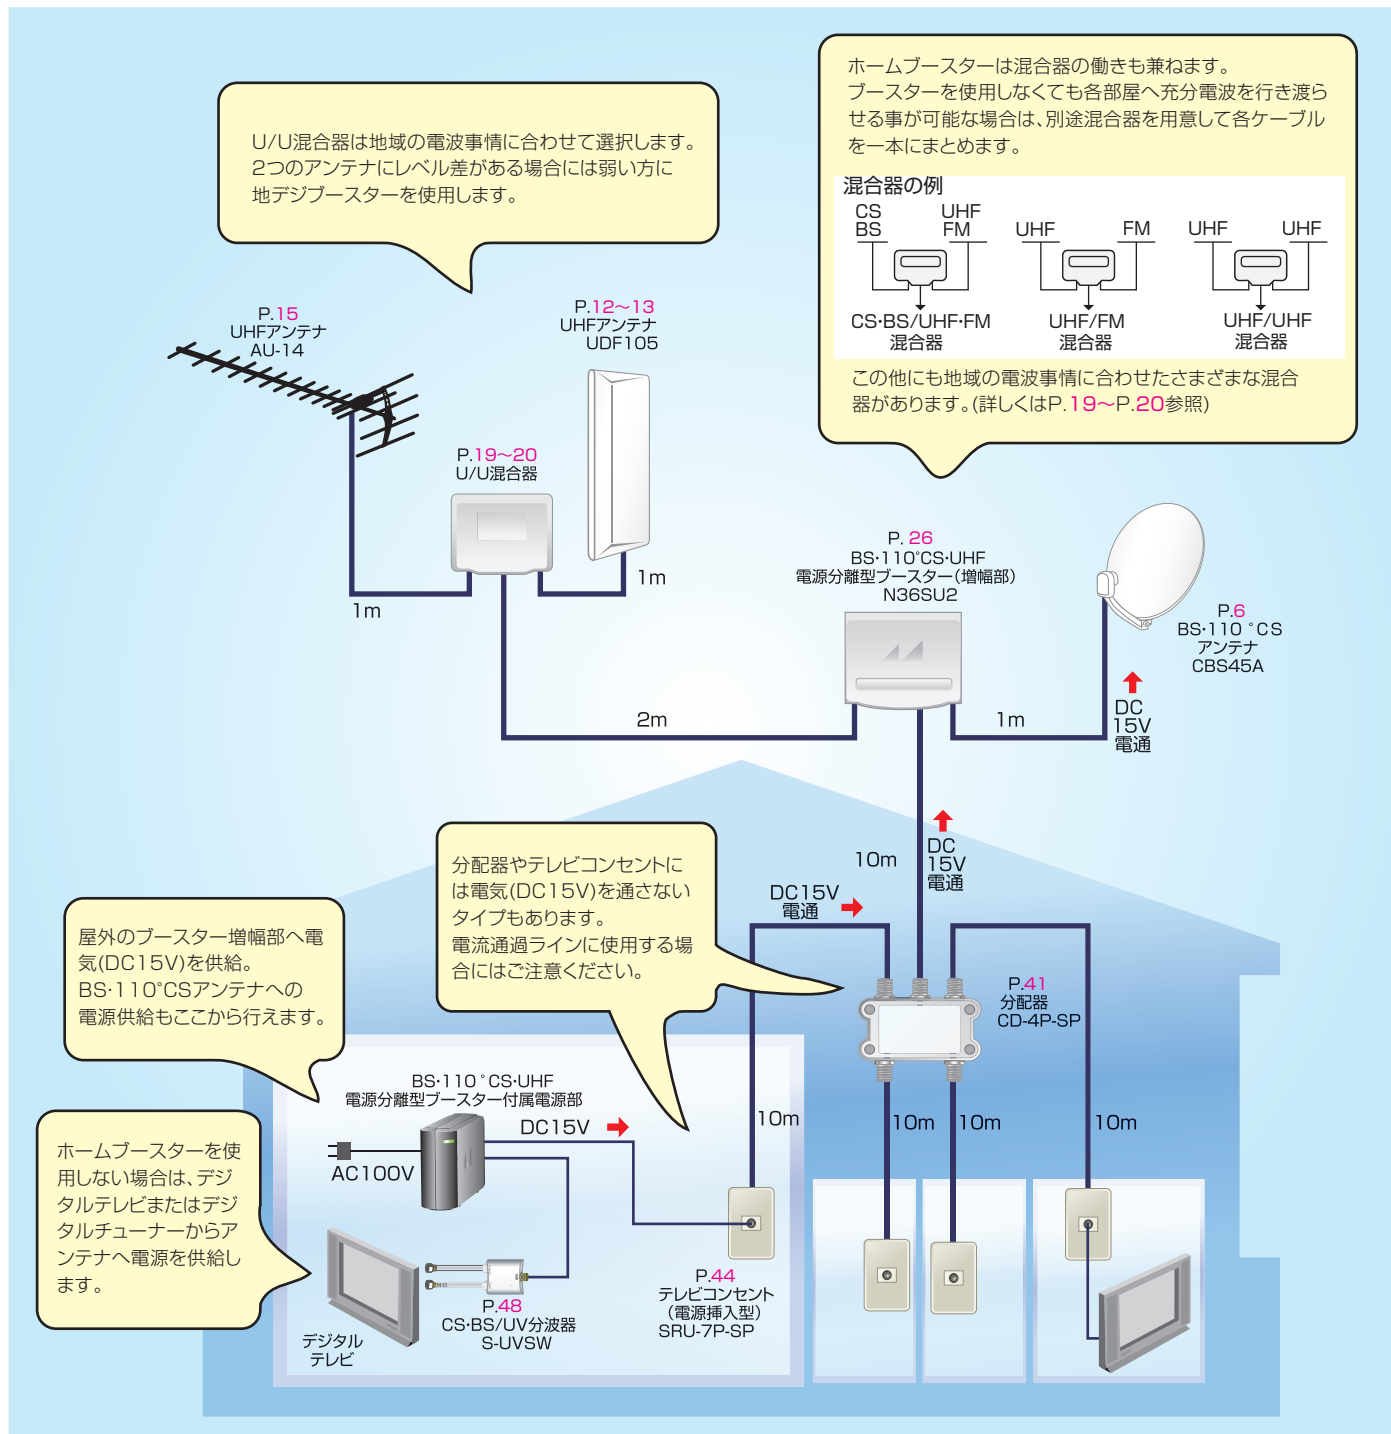 U/U混合器は地域の電波事情に合わせて選択します。
2つのアンテナにレベル差がある場合には弱い方に
地デジブースターを使用します。
ホームブースターは混合器の働きも兼ねます。
ブースターを使用しなくても各部屋へ充分電波を行き渡ら
せる事が可能な場合は、別途混合器を用意して各ケーブル
を一本にまとめます。
混合器の例
CS
BS
UHF
FM
CS・BS/UHF・FM
混合器
UHF
FM
UHF/FM
混合器
UHF
UHF
UHF/UHF
混合器
この他にも地域の電波事情に合わせたさまざまな混合
器があります。(詳しくはP.19〜P.20参照)
P.15
UHFアンテナ
AU-14
P.12〜13
UHFアンテナ
UDF105
P.19〜20
U/U混合器
1m
1m
P. 26
BS・110°CS・UHF
電源分離型ブースター（増幅部）
N36SU2
P.6
BS・110°CS
アンテナ
CBS45A
2m
1m
DC
15V
電通
10m
DC
15V
電通
DC15V
電通
分配器やテレビコンセントに
は電気(DC15V)を通さない
タイプもあります。
電流通過ラインに使用する場
合にはご注意ください。
屋外のブースター増幅部へ電
気(DC15V)を供給。
BS・110°CSアンテナへの
電源供給もここから行えます。
P.41
分配器
CD-4P-SP
BS・110°CS・UHF
電源分離型ブースター付属電源部
DC15V
AC100V
10m
10m
10m
10m
ホームブースターを使
用しない場合は、デジ
タルテレビまたはデジ
タルチューナーからア
ンテナへ電源を供給し
ます。
P.44
テレビコンセント
（電源挿入型）
SRU-7P-SP
P.48
CS・BS/UV分波器
S-UVSW
デジタル
テレビ